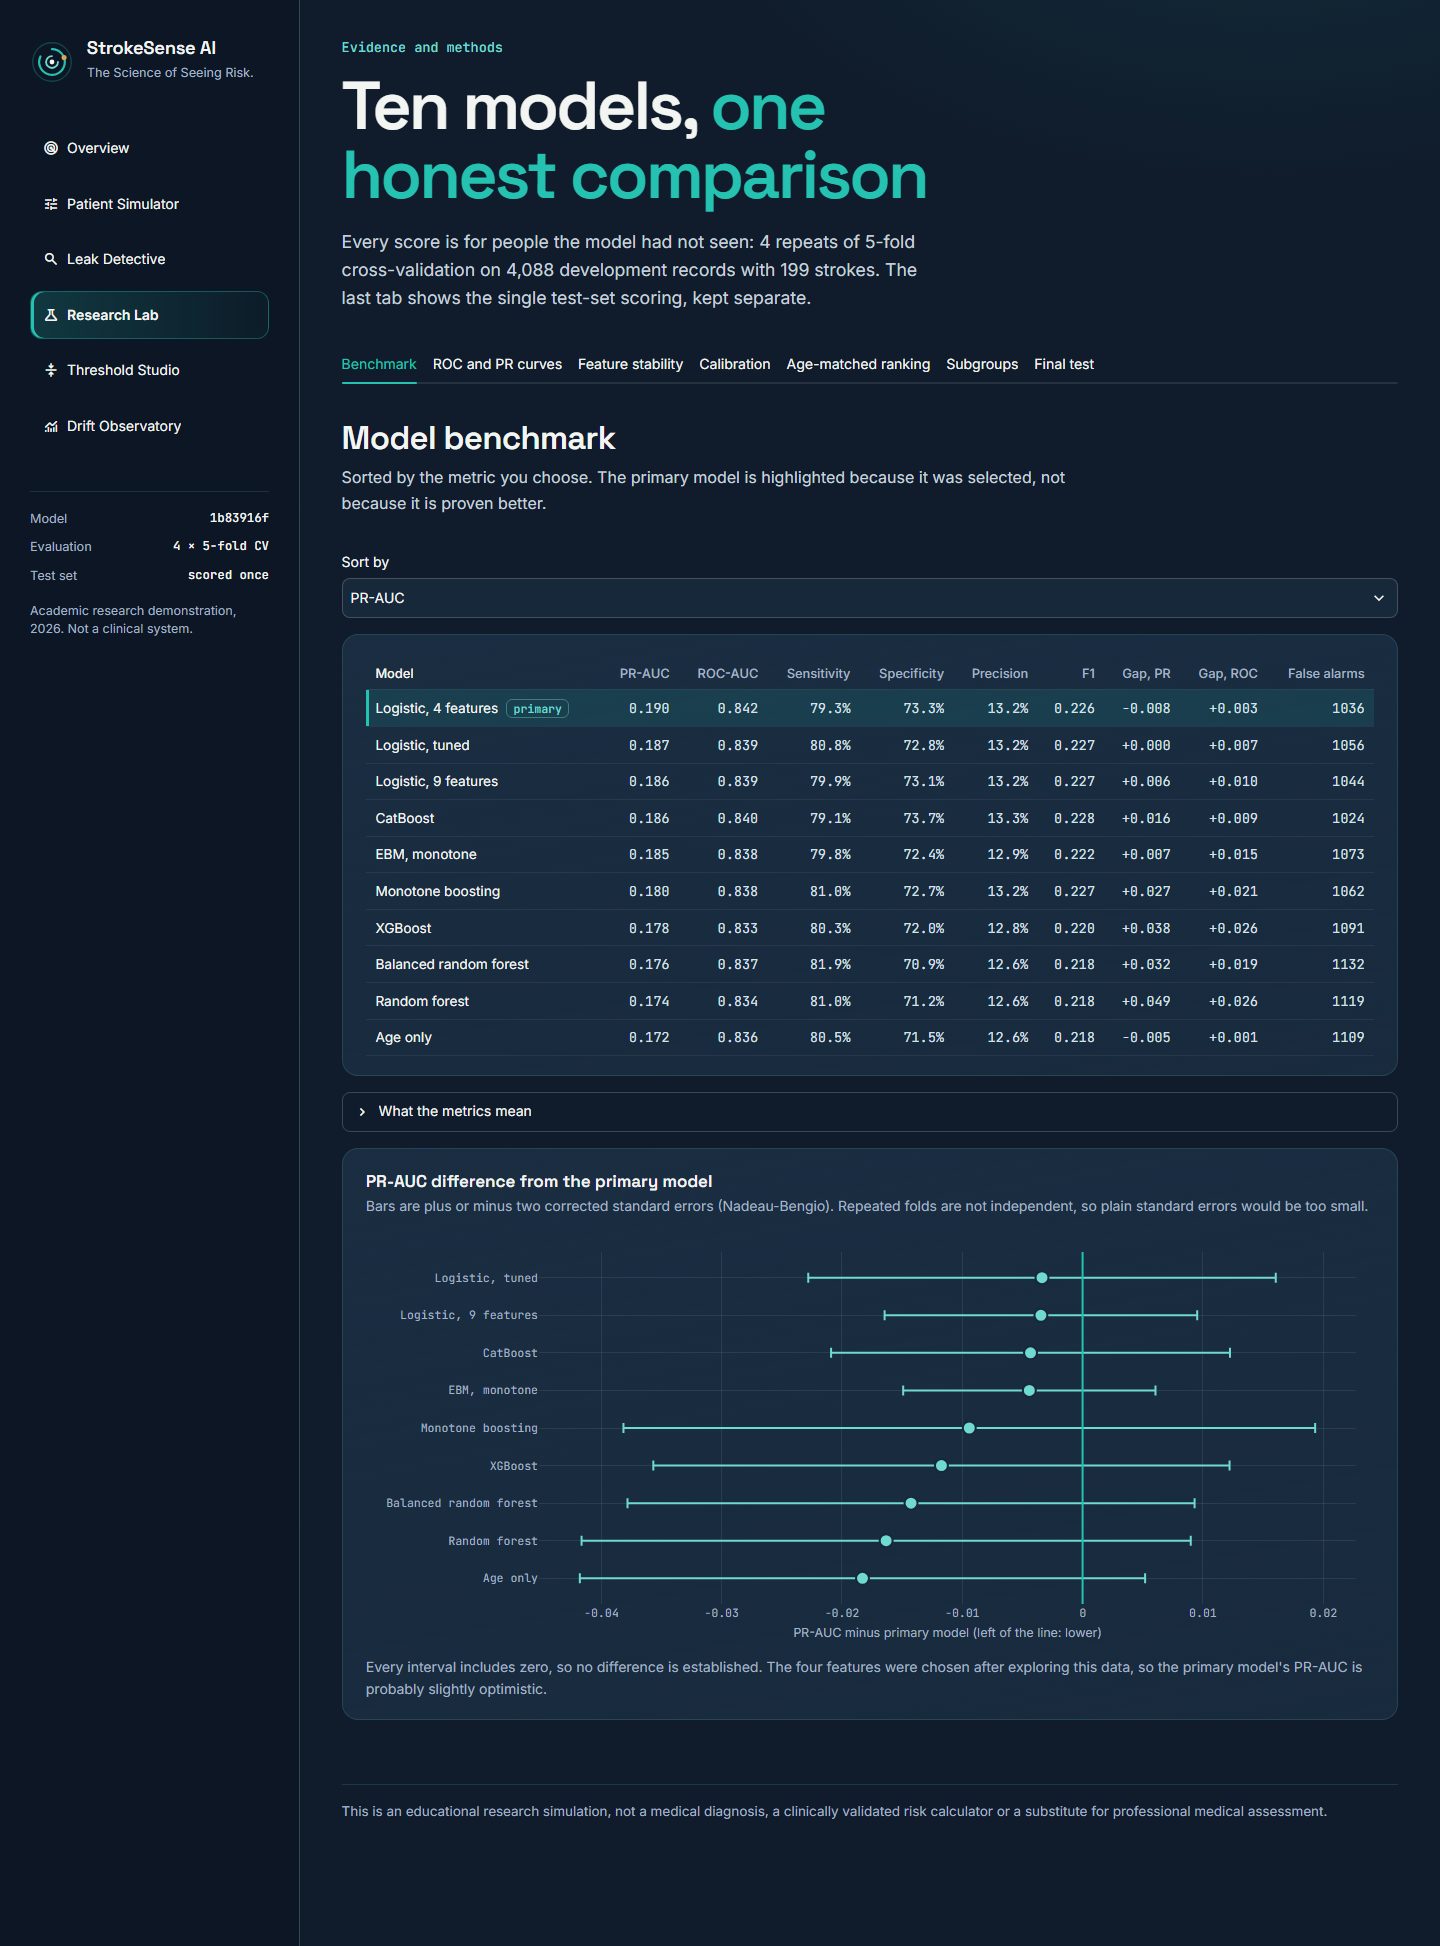 StrokeSense AI
The Science of Seeing Risk.
Overview
Patient Simulator
Leak Detective
Research Lab
Threshold Studio
Drift Observatory
Model 1b83916f
Evaluation 4 × 5-fold CV
Test set scored once
Academic research demonstration,
2026. Not a clinical system.
Evidence and methods
Ten models, one
honest comparison
Every score is for people the model had not seen: 4 repeats of 5-fold
cross-validation on 4,088 development records with 199 strokes. The
last tab shows the single test-set scoring, kept separate.
Benchmark ROC and PR curves Feature stability Calibration Age-matched ranking Subgroups Final test
Model benchmark
Sorted by the metric you choose. The primary model is highlighted because it was selected, not
because it is proven better.
Sort by
PR-AUC
Model PR-AUC ROC-AUC Sensitivity Specificity Precision F1 Gap, PR Gap, ROC False alarms
Logistic, 4 features primary 0.190 0.842 79.3% 73.3% 13.2% 0.226 -0.008 +0.003 1036
Logistic, tuned 0.187 0.839 80.8% 72.8% 13.2% 0.227 +0.000 +0.007 1056
Logistic, 9 features 0.186 0.839 79.9% 73.1% 13.2% 0.227 +0.006 +0.010 1044
CatBoost 0.186 0.840 79.1% 73.7% 13.3% 0.228 +0.016 +0.009 1024
EBM, monotone 0.185 0.838 79.8% 72.4% 12.9% 0.222 +0.007 +0.015 1073
Monotone boosting 0.180 0.838 81.0% 72.7% 13.2% 0.227 +0.027 +0.021 1062
XGBoost 0.178 0.833 80.3% 72.0% 12.8% 0.220 +0.038 +0.026 1091
Balanced random forest 0.176 0.837 81.9% 70.9% 12.6% 0.218 +0.032 +0.019 1132
Random forest 0.174 0.834 81.0% 71.2% 12.6% 0.218 +0.049 +0.026 1119
Age only 0.172 0.836 80.5% 71.5% 12.6% 0.218 -0.005 +0.001 1109
What the metrics mean
PR-AUC difference from the primary model
Bars are plus or minus two corrected standard errors (Nadeau-Bengio). Repeated folds are not independent, so plain standard errors would be too small.
Logistic, tuned
Logistic, 9 features
CatBoost
EBM, monotone
Monotone boosting
XGBoost
Balanced random forest
Random forest
Age only
-0.04 -0.03 -0.02 -0.01 0 0.01 0.02
PR-AUC minus primary model (left of the line: lower)
Every interval includes zero, so no difference is established. The four features were chosen after exploring this data, so the primary model's PR-AUC is
probably slightly optimistic.
This is an educational research simulation, not a medical diagnosis, a clinically validated risk calculator or a substitute for professional medical assessment.